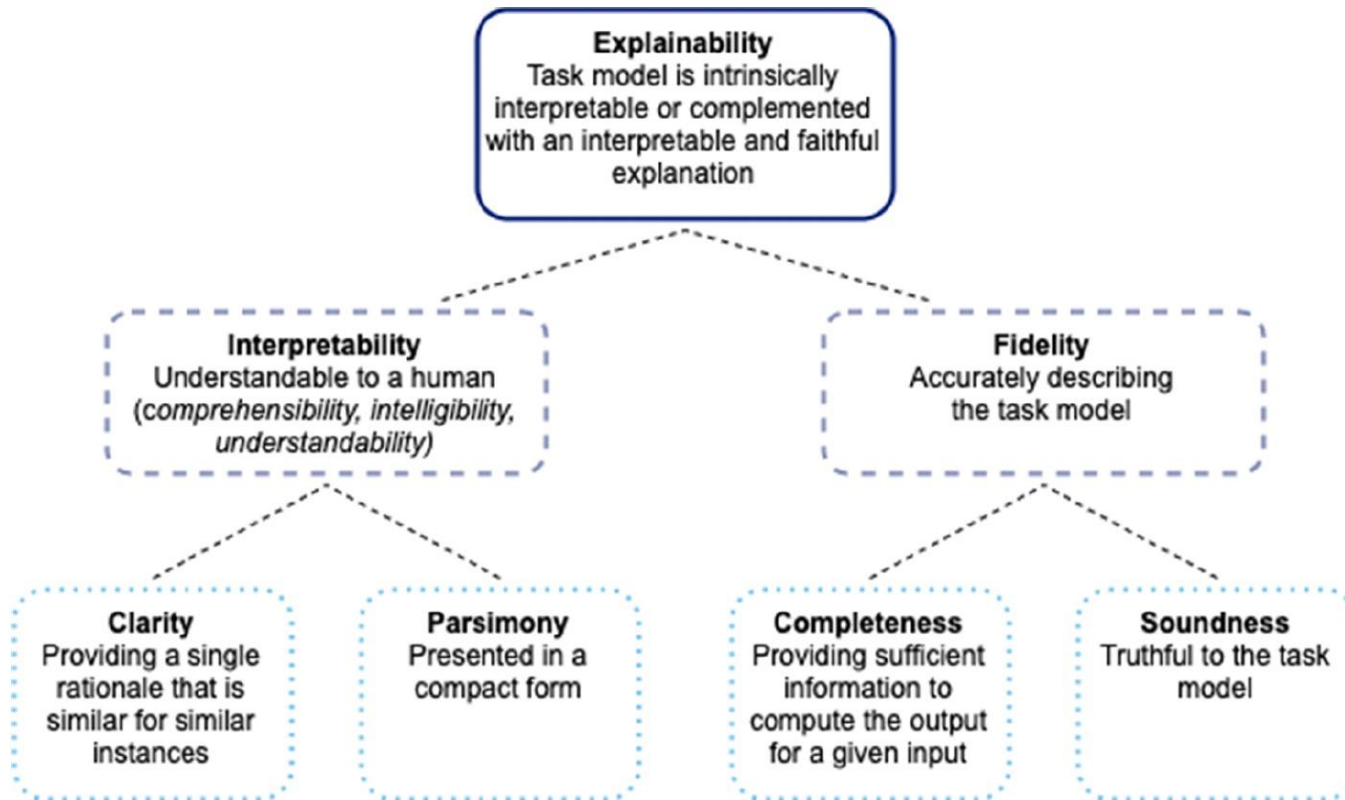 Explainability
Task model is intrinsically
interpretable or complemented
with an interpretable and faithful
explanation
Interpretability
Understandable to a human
(comprehensibility, intelligibility,
understandability)
Fidelity
Accurately describing
the task model
Clarity
Providing a single
rationale that is
similar for similar
instances
Parsimony
Presented in a
compact form
Completeness
Providing sufficient
information to
compute the output
for a given input
Soundness
Truthful to the task
model